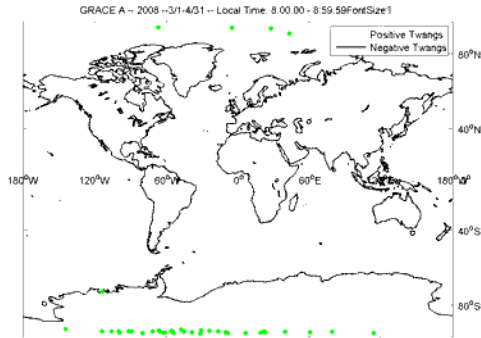 GRACE A -- 2008 --3/1-4/31 -- Local Time: 8.00.00 - 8:59.59FontSize1
Positive Twangs
Negative Twangs
80°N
40°N
180°W 120°W 60°W 0° 60°E 180°W
40°S
80°S